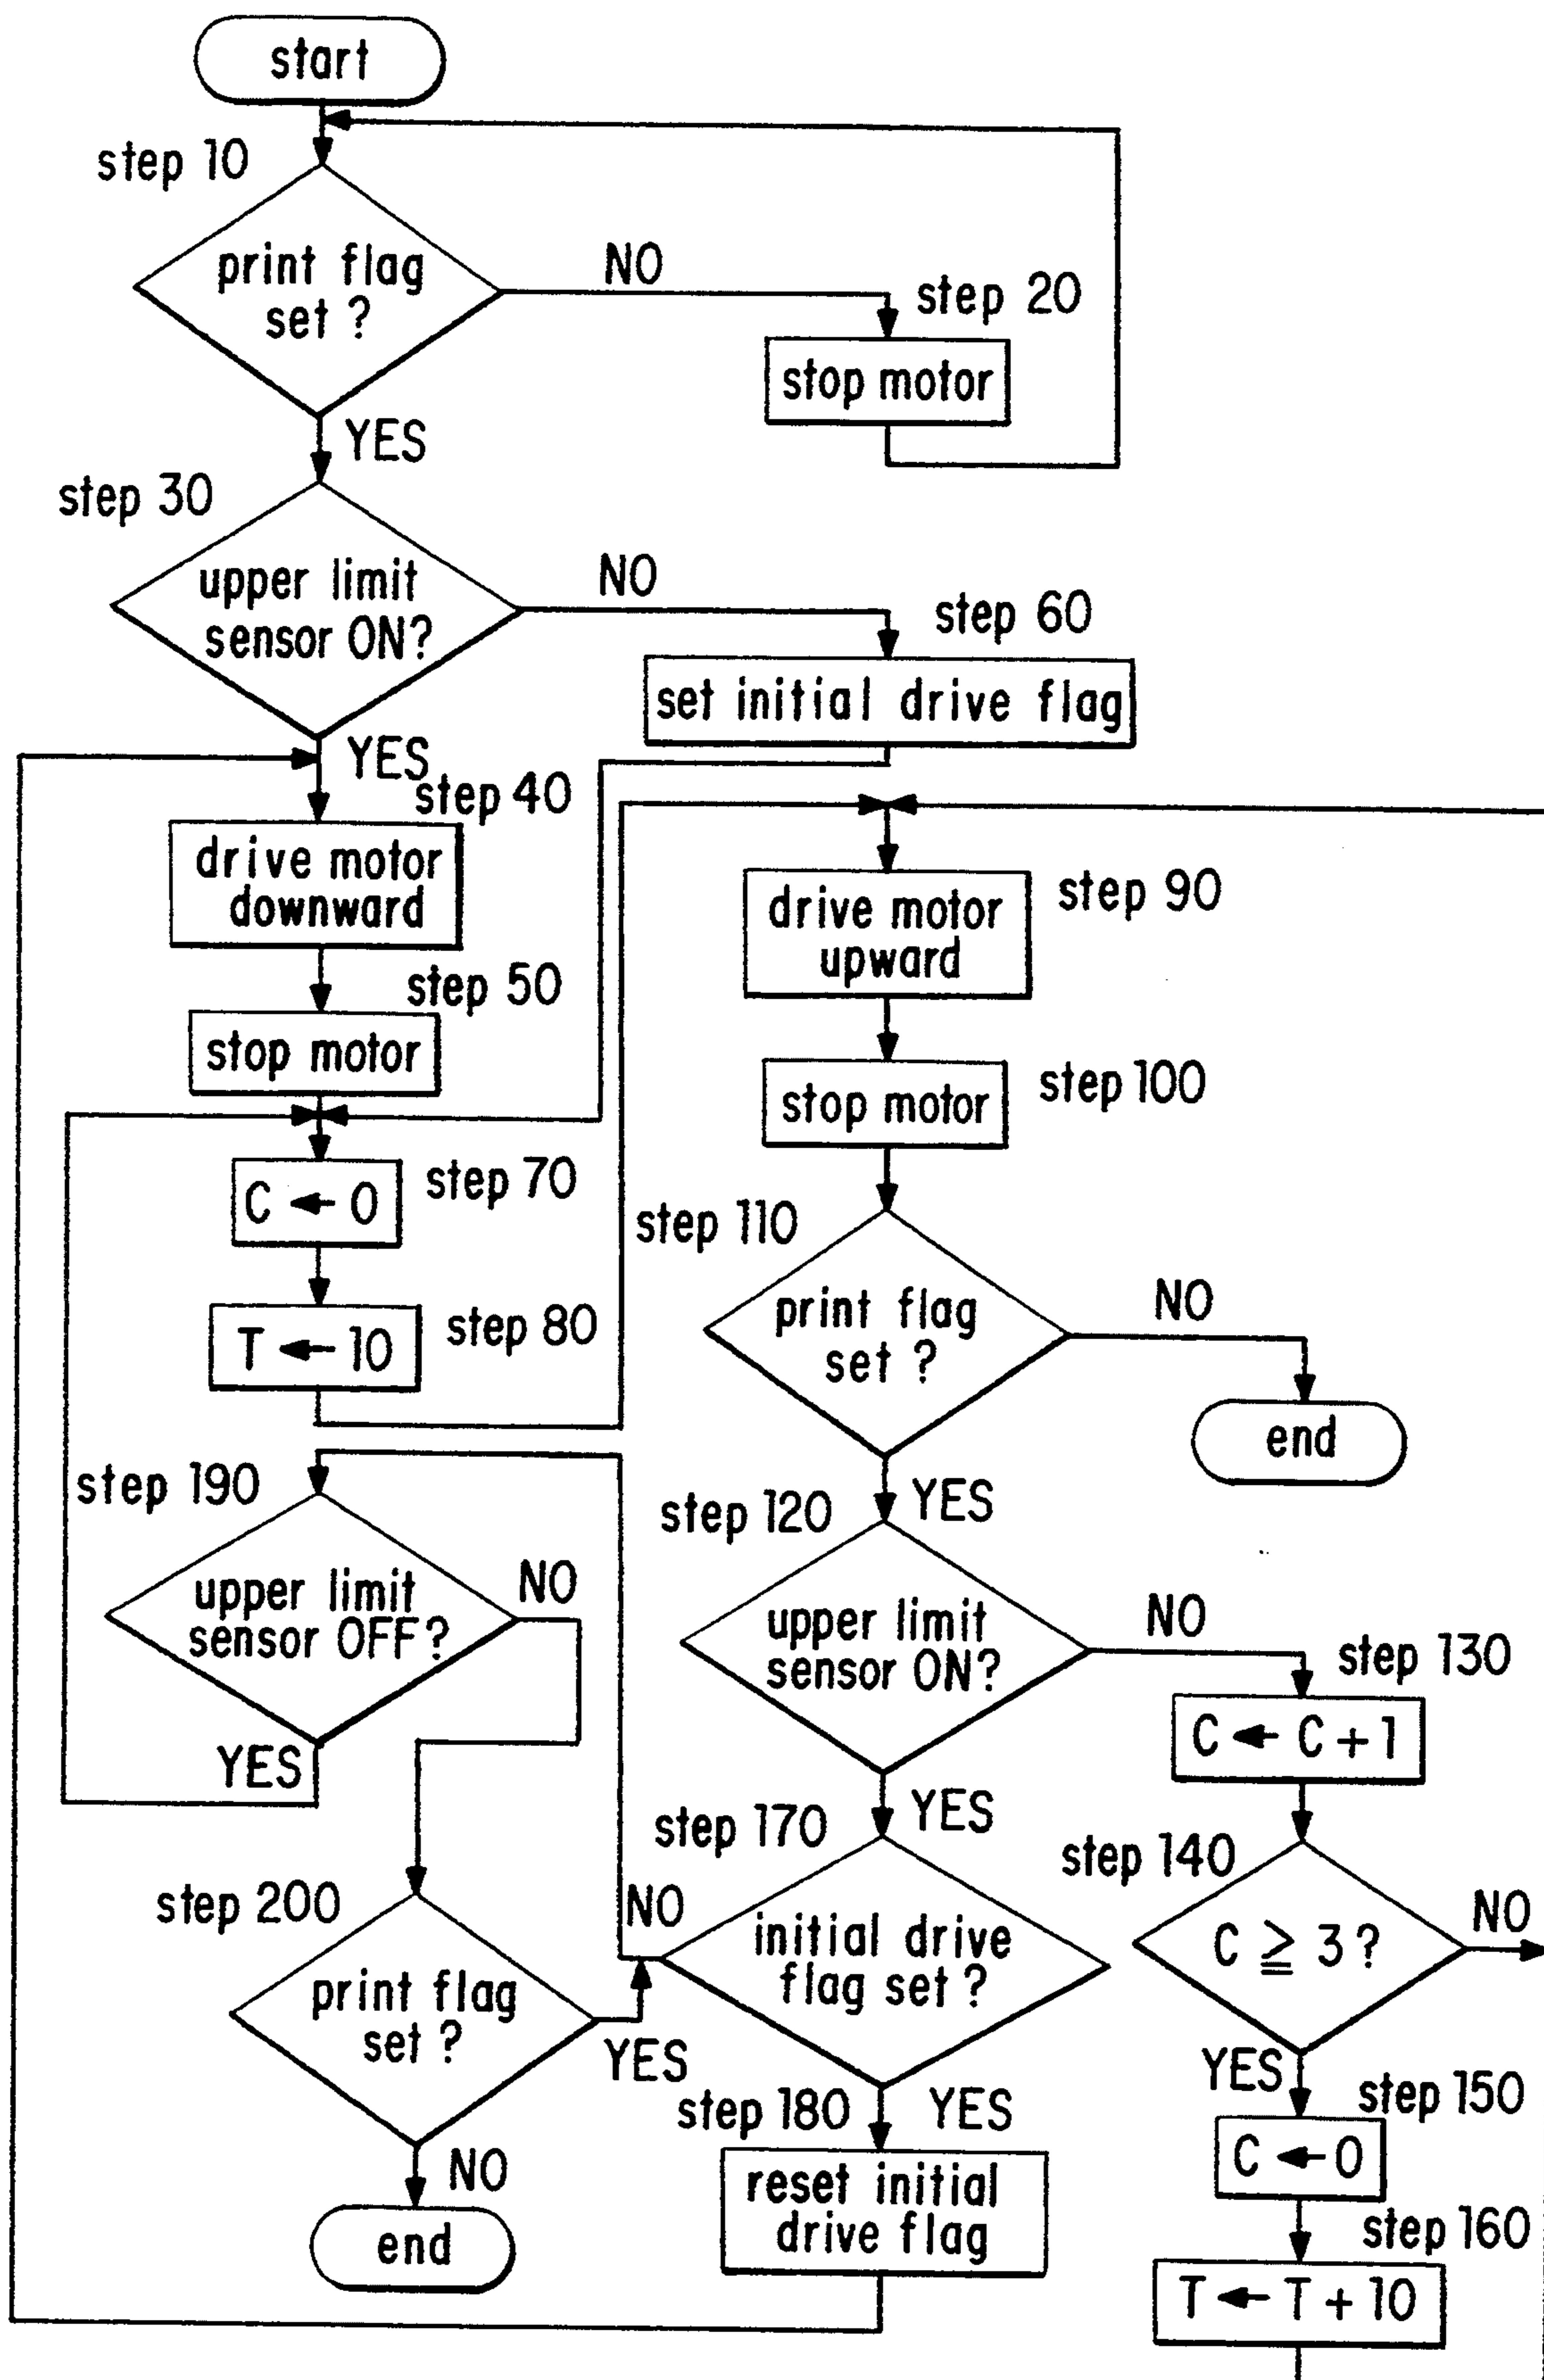 start
step 10
print flag
set ?
NO
step 20
stop motor
YES
step 30
upper limit
sensor ON?
NO
step 60
set initial drive flag
YES
step 40
drive motor
downward
step 50
stop motor
step 70
C ← 0
step 80
T ← 10
step 90
drive motor
upward
step 100
stop motor
step 110
print flag
set ?
NO
end
YES
step 120
upper limit
sensor ON?
NO
step 130
C ← C + 1
step 140
C ≧ 3 ?
NO
YES
step 150
C ← 0
step 160
T ← T + 10
YES
step 170
initial drive
flag set ?
NO
YES
step 180
reset initial
drive flag
step 190
upper limit
sensor OFF?
NO
YES
step 200
print flag
set ?
YES
NO
end